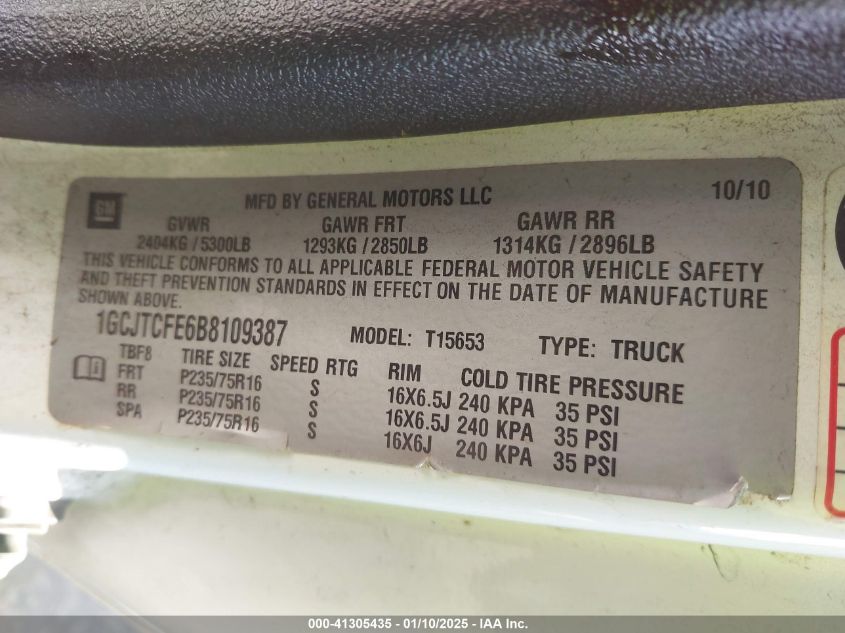 GM
MFD BY GENERAL MOTORS LLC 10/10
GVWR GAWR FRT GAWR RR
2404KG / 5300LB 1293KG / 2850LB 1314KG / 2896LB
THIS VEHICLE CONFORMS TO ALL APPLICABLE FEDERAL MOTOR VEHICLE SAFETY
AND THEFT PREVENTION STANDARDS IN EFFECT ON THE DATE OF MANUFACTURE
SHOWN ABOVE.
1GCJTCFE6B8109387 MODEL: T15653 TYPE: TRUCK
TBF8 TIRE SIZE SPEED RTG RIM COLD TIRE PRESSURE
FRT P235/75R16 S 16X6.5J 240 KPA 35 PSI
RR P235/75R16 S 16X6.5J 240 KPA 35 PSI
SPA P235/75R16 S 16X6J 240 KPA 35 PSI
000-41305435 - 01/10/2025 - IAA Inc.